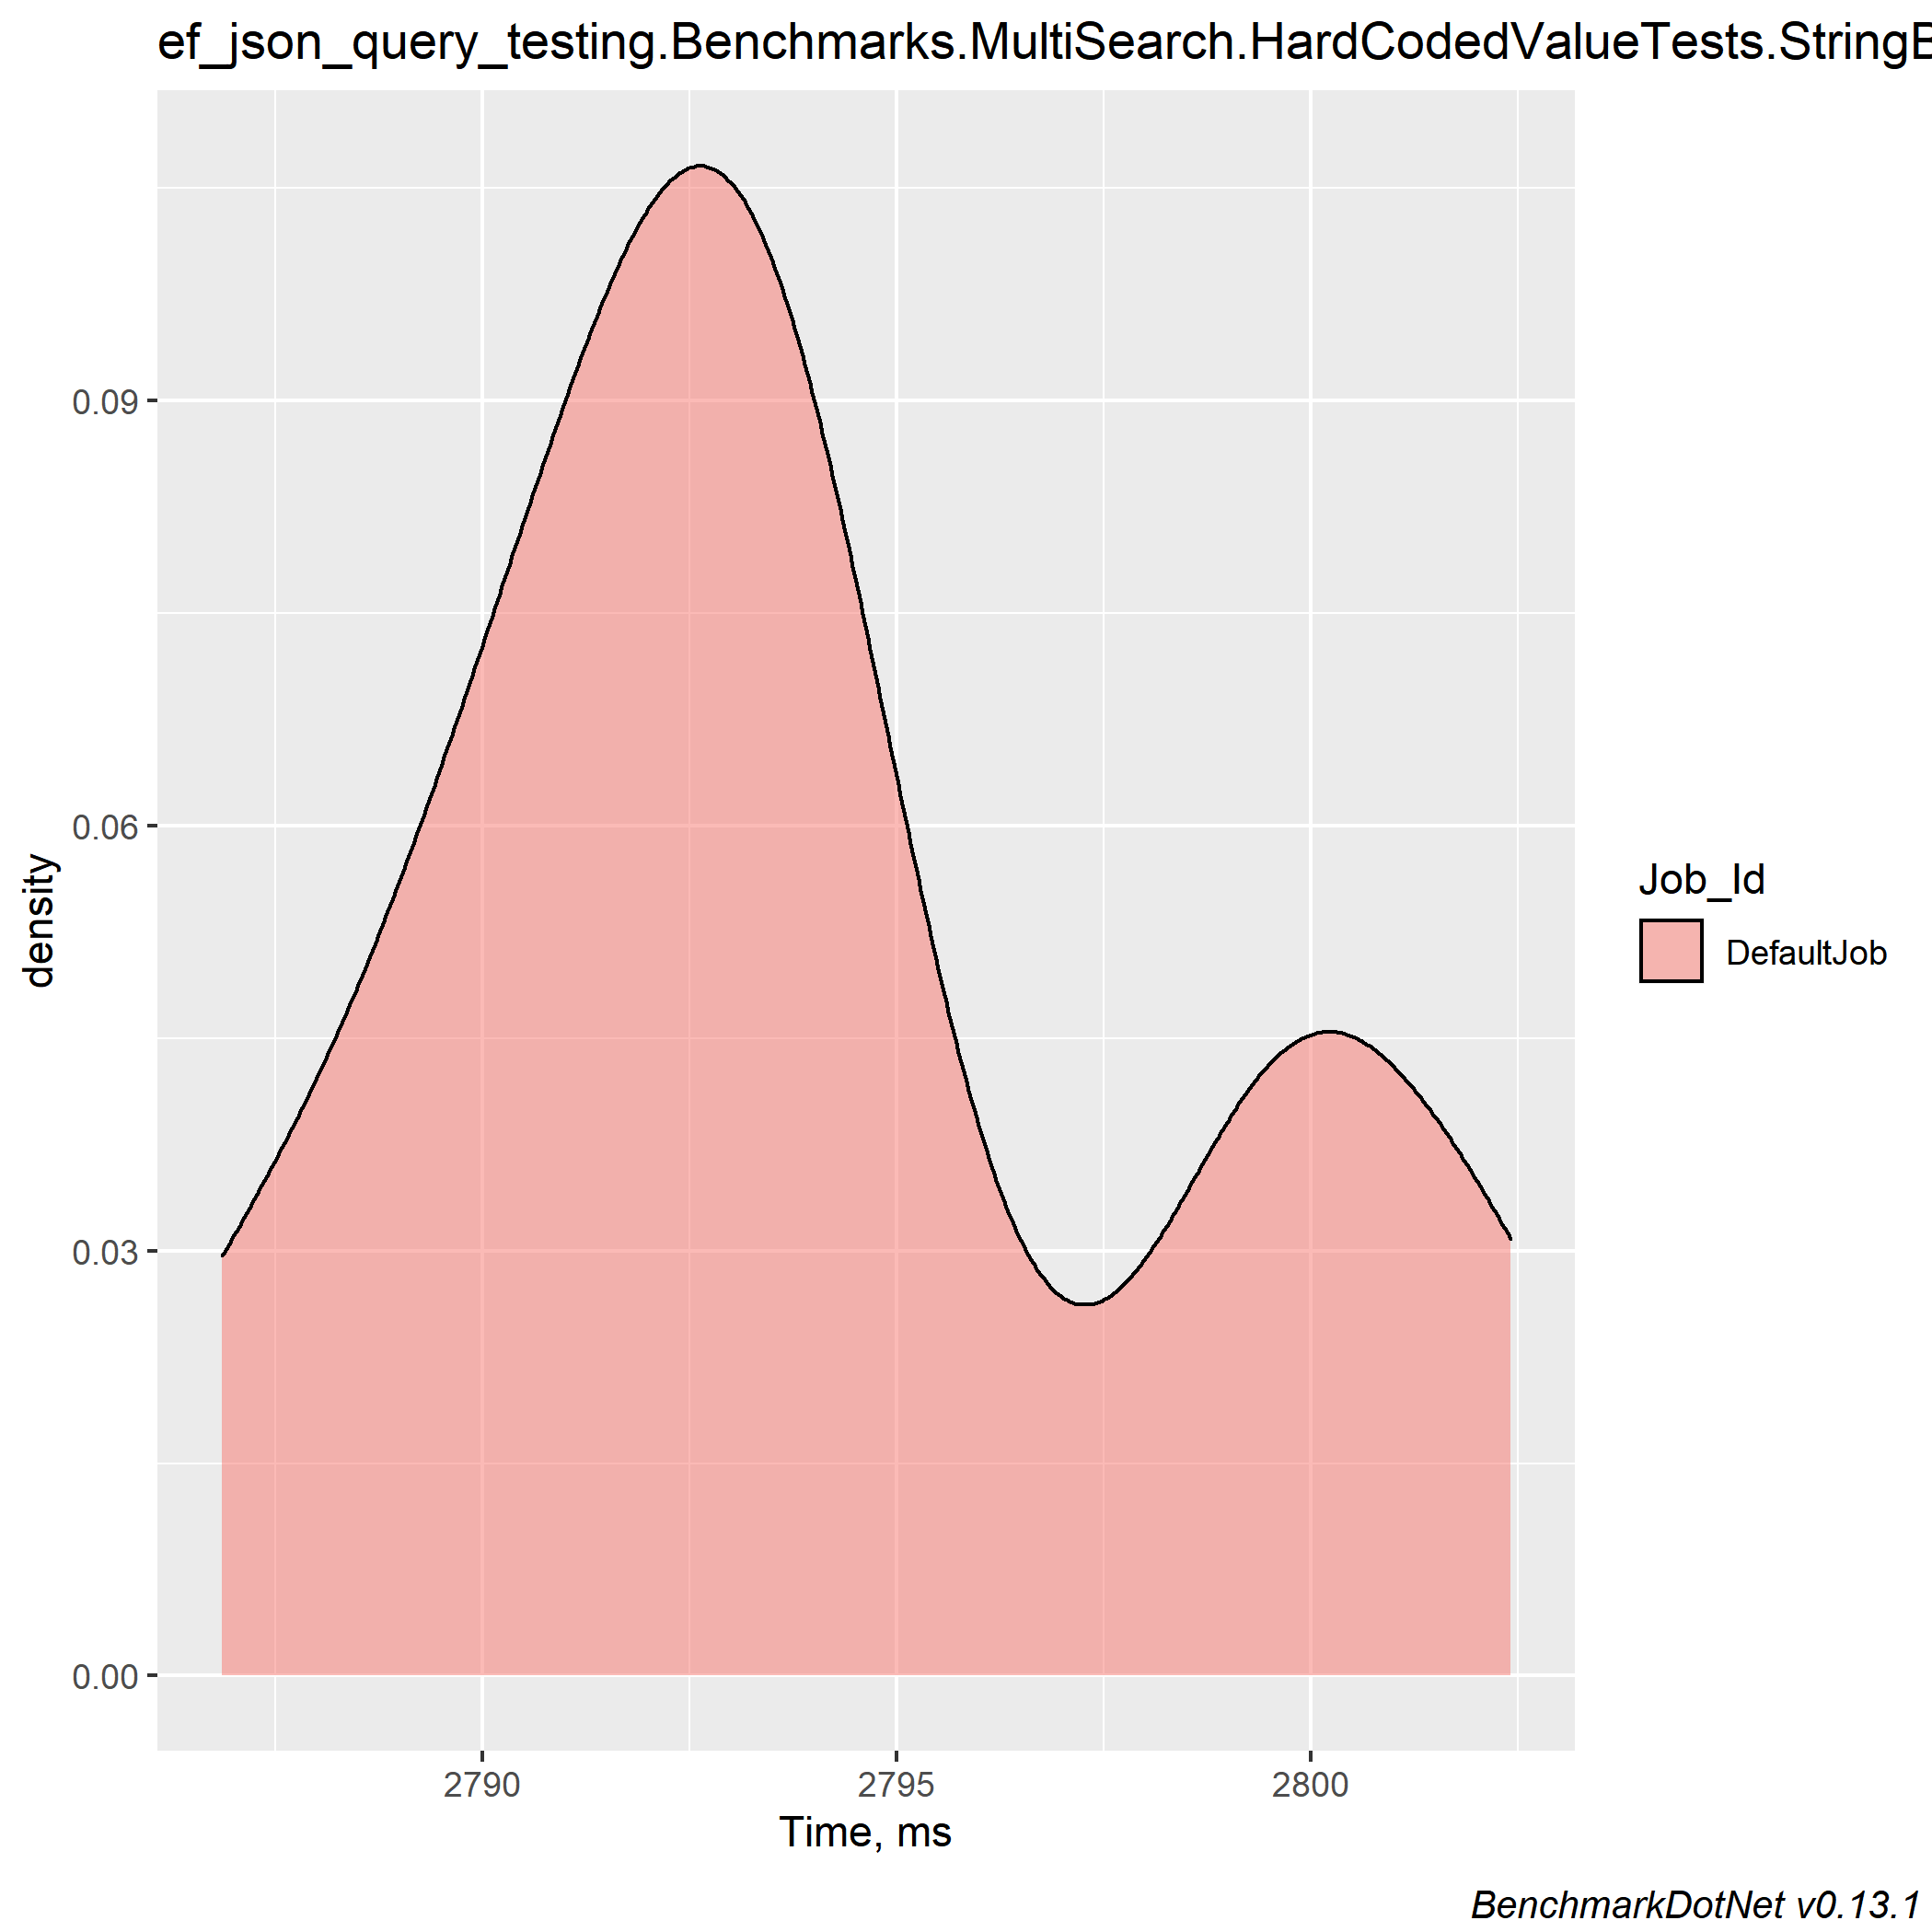 ef_json_query_testing.Benchmarks.MultiSearch.HardCodedValueTests.StringB
0.09
0.06
0.03
0.00
density
2790 2795 2800
Time, ms
Job_Id
DefaultJob
BenchmarkDotNet v0.13.1